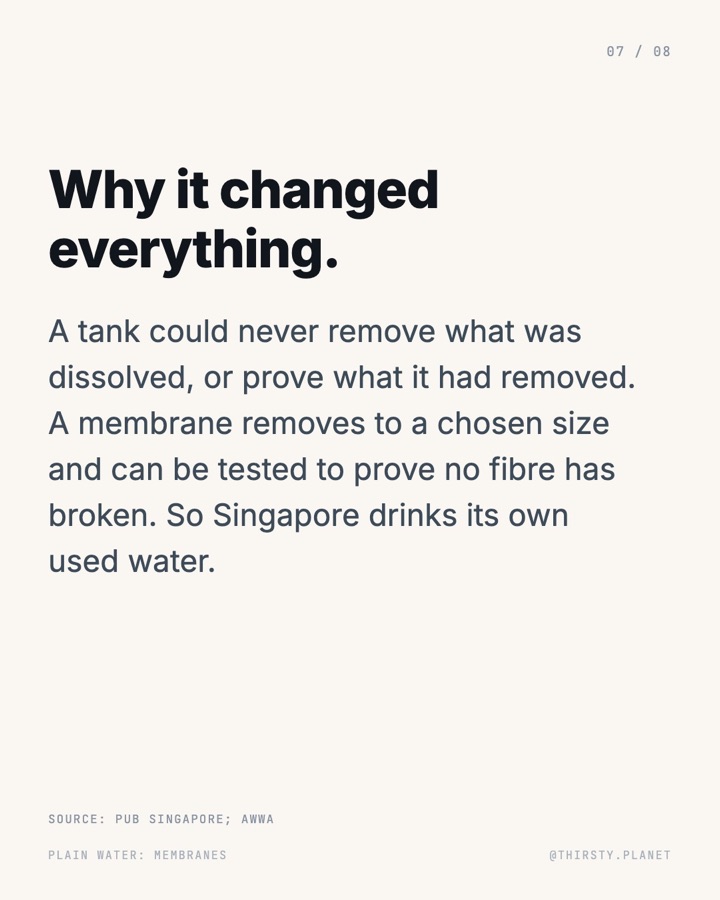 07 / 08
Why it changed
everything.
A tank could never remove what was
dissolved, or prove what it had removed.
A membrane removes to a chosen size
and can be tested to prove no fibre has
broken. So Singapore drinks its own
used water.
SOURCE: PUB SINGAPORE; AWWA
PLAIN WATER: MEMBRANES
@THIRSTY.PLANET